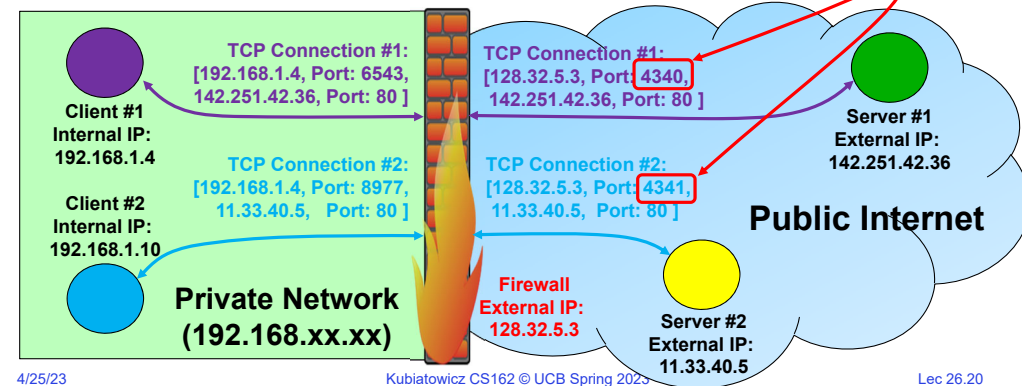 TCP Connection #1:
[192.168.1.4, Port: 6543,
142.251.42.36, Port: 80 ]
TCP Connection #1:
[128.32.5.3, Port: 4340,
142.251.42.36, Port: 80 ]
Client #1
Internal IP:
192.168.1.4
Server #1
External IP:
142.251.42.36
TCP Connection #2:
[192.168.1.4, Port: 8977,
11.33.40.5, Port: 80 ]
TCP Connection #2:
[128.32.5.3, Port: 4341,
11.33.40.5, Port: 80 ]
Client #2
Internal IP:
192.168.1.10
Public Internet
Private Network
(192.168.xx.xx)
Firewall
External IP:
128.32.5.3
Server #2
External IP:
11.33.40.5
4/25/23
Kubiatowicz CS162 © UCB Spring 2023
Lec 26.20